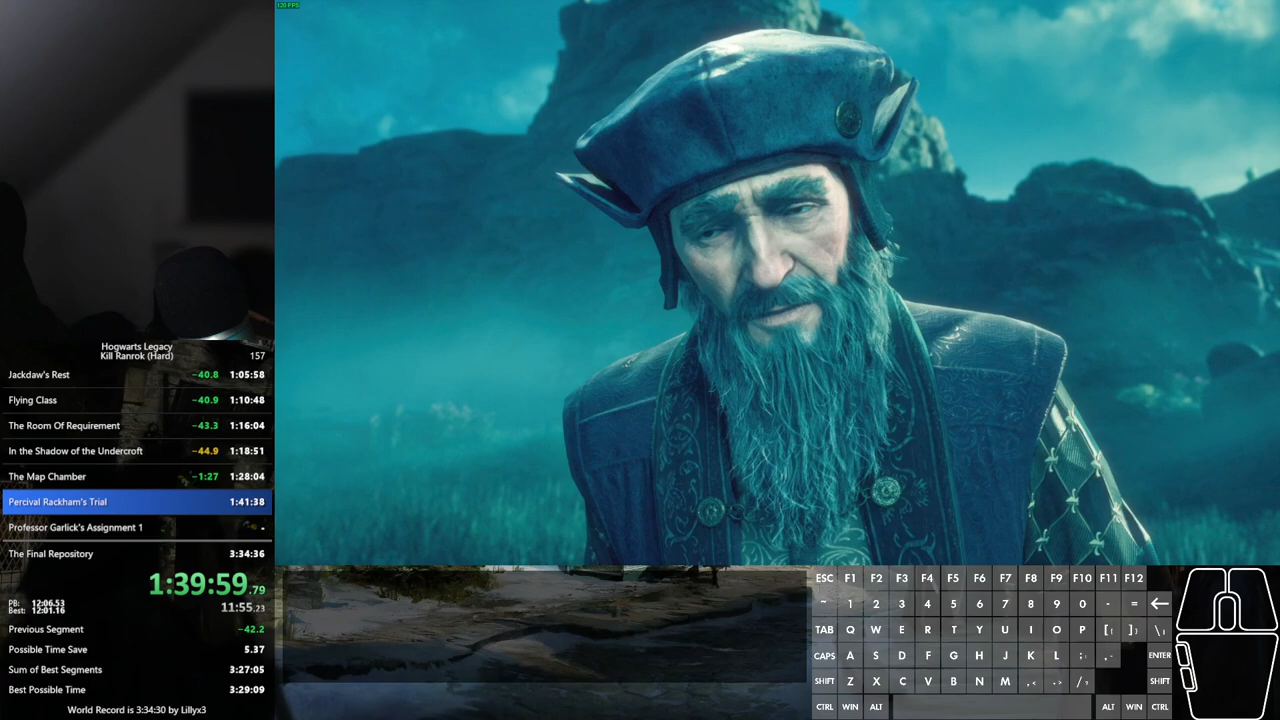 120 FPS
Hogwarts Legacy
Kill Ranrok (Hard) 157
Jackdaw's Rest -40.8 1:05:58
Flying Class -40.9 1:10:48
The Room Of Requirement -43.3 1:16:04
In the Shadow of the Undercroft -44.9 1:18:51
The Map Chamber -1:27 1:28:04
Percival Rackham's Trial 1:41:38
Professor Garlick's Assignment 1 -
The Final Repository 3:34:36
1:39:59.79
PB: 12:06.53 11:55.23
Best: 12:01.16
Previous Segment -42.2
Possible Time Save 5.37
Sum of Best Segments 3:27:05
Best Possible Time 3:29:09
World Record is 3:34:30 by Lillyx3
ESC F1 F2 F3 F4 F5 F6 F7 F8 F9 F10 F11 F12
~ 1 2 3 4 5 6 7 8 9 0 - = ←
TAB Q W E R T Y U I O P [{ ]} \|
CAPS A S D F G H J K L ;: ENTER
SHIFT Z X C V B N M ,< .> /? SHIFT
CTRL WIN ALT ALT WIN CTRL